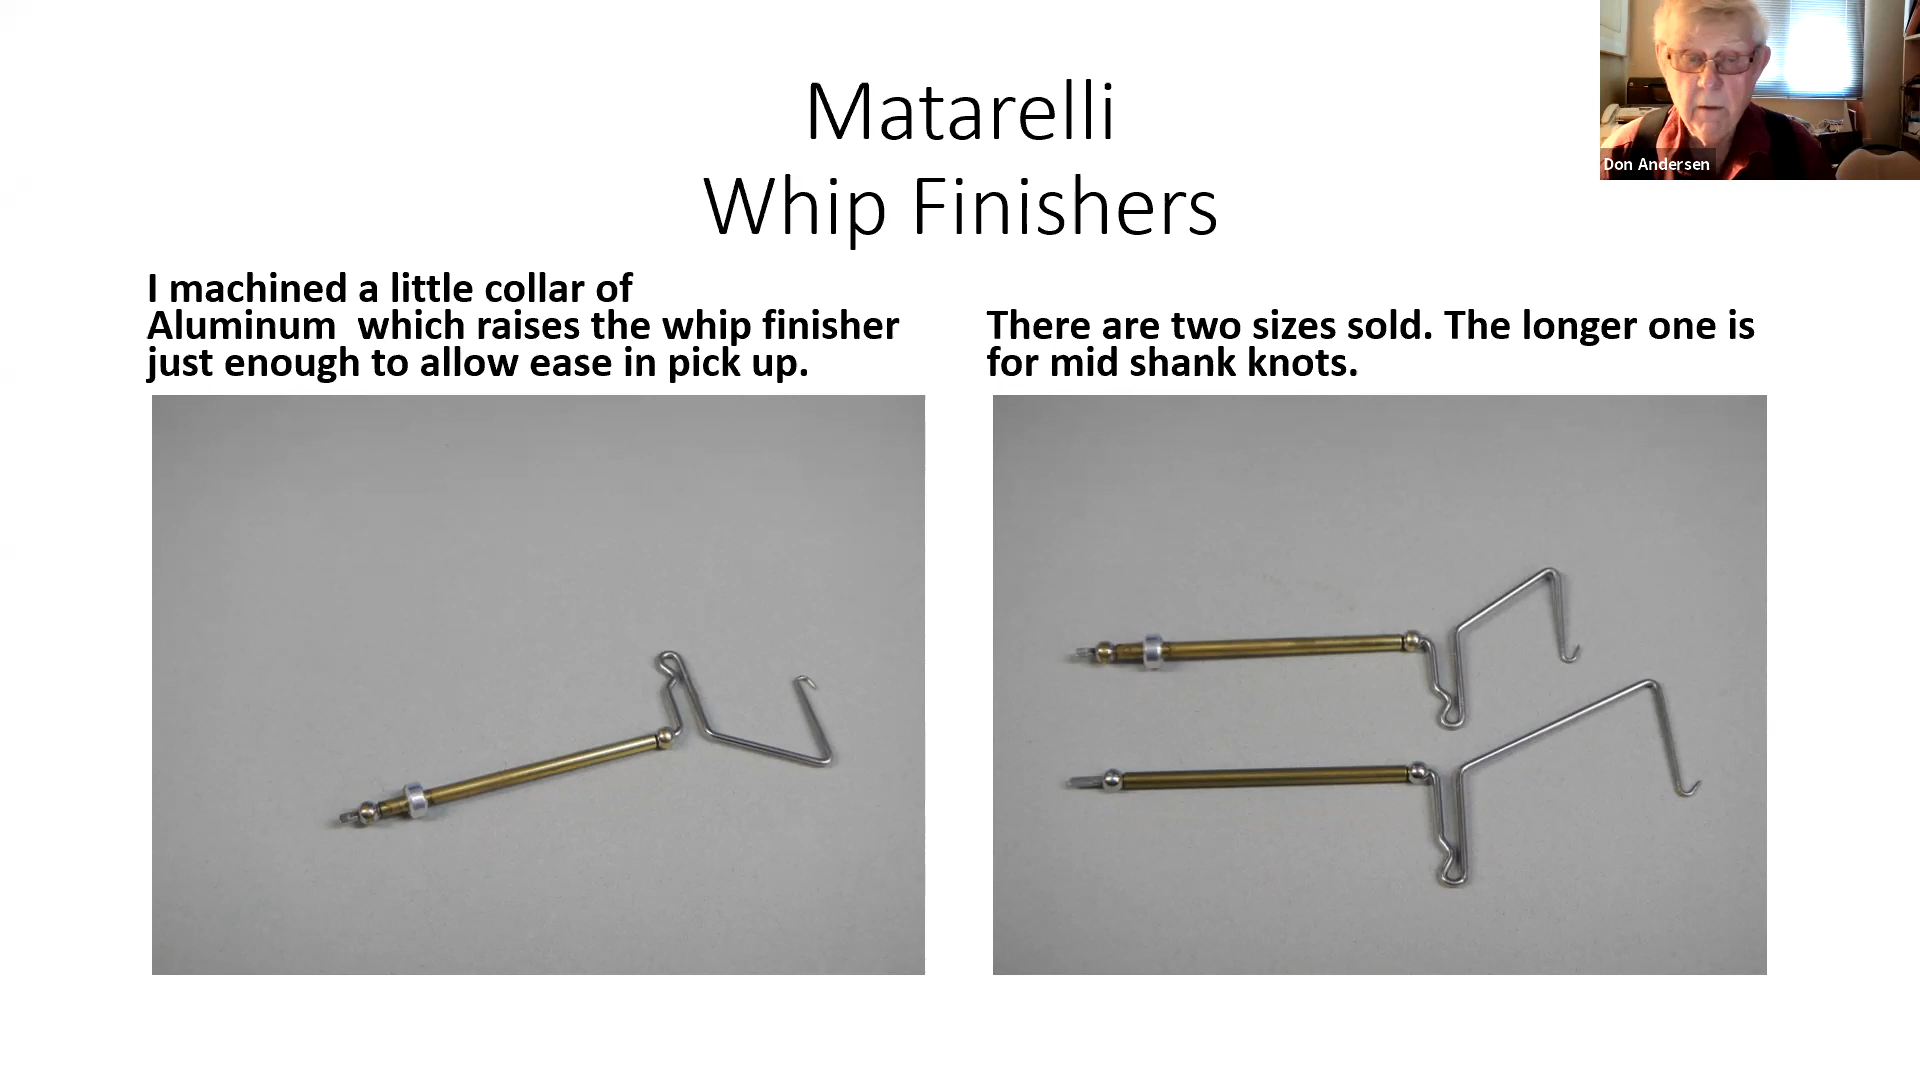 Matarelli
Whip Finishers
I machined a little collar of
Aluminum  which raises the whip finisher
just enough to allow ease in pick up.
There are two sizes sold. The longer one is
for mid shank knots.
Don Andersen